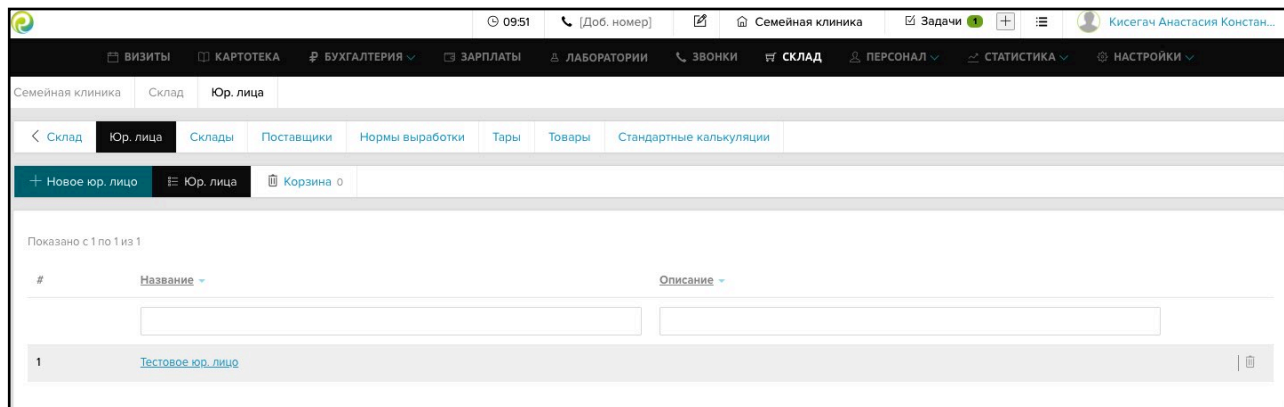 09:51 [Доб. номер] Семейная клиника Задачи 1 Кисегач Анастасия Констан...
ВИЗИТЫ КАРТОТЕКА ₽ БУХГАЛТЕРИЯ ЗАРПЛАТЫ ЛАБОРАТОРИИ ЗВОНКИ СКЛАД ПЕРСОНАЛ СТАТИСТИКА НАСТРОЙКИ
Семейная клиника Склад Юр. лица
Склад Юр. лица Склады Поставщики Нормы выработки Тары Товары Стандартные калькуляции
+ Новое юр. лицо Юр. лица Корзина 0
Показано с 1 по 1 из 1
# Название Описание
1 Тестовое юр. лицо